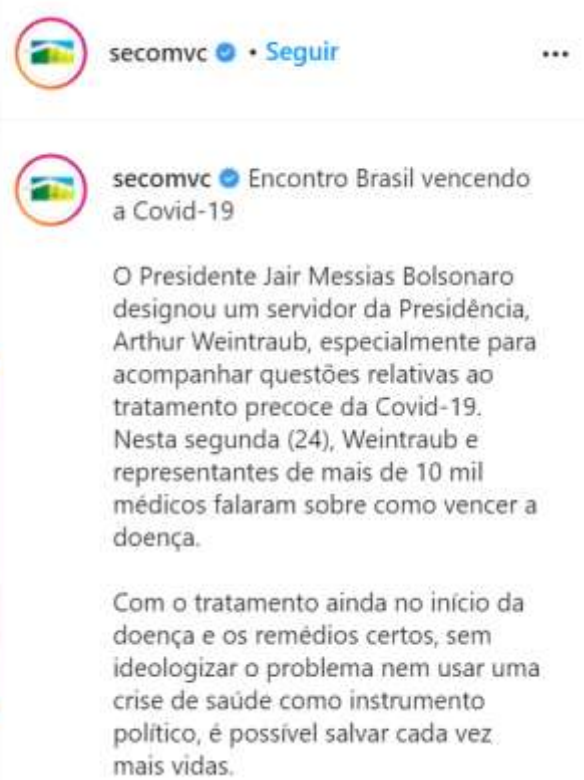 secomvc • Seguir
secomvc Encontro Brasil vencendo
a Covid-19
O Presidente Jair Messias Bolsonaro
designou um servidor da Presidência,
Arthur Weintraub, especialmente para
acompanhar questões relativas ao
tratamento precoce da Covid-19.
Nesta segunda (24), Weintraub e
representantes de mais de 10 mil
médicos falaram sobre como vencer a
doença.
Com o tratamento ainda no início da
doença e os remédios certos, sem
ideologizar o problema nem usar uma
crise de saúde como instrumento
político, é possível salvar cada vez
mais vidas.